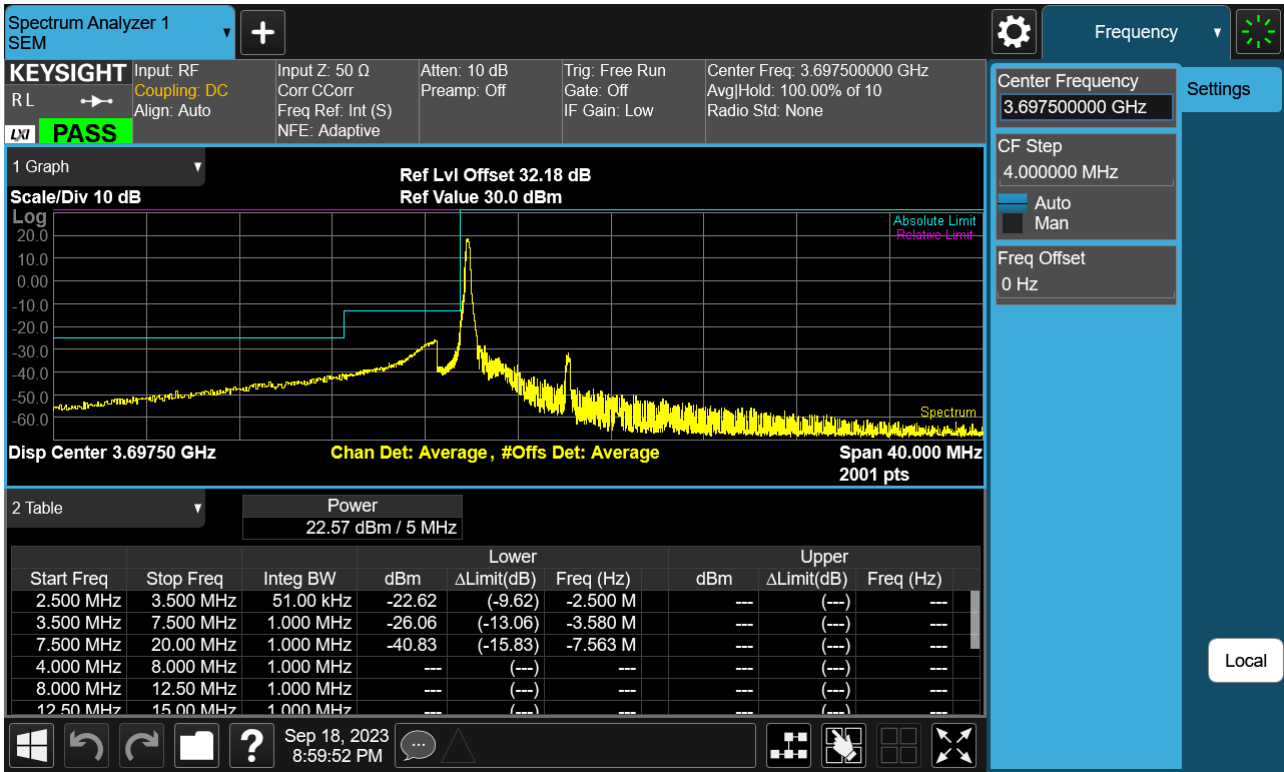 Spectrum Analyzer 1
SEM
Frequency
KEYSIGHT
R L
LXI
PASS
Input: RF
Coupling: DC
Align: Auto
Input Z: 50 Ω
Corr CCorr
Freq Ref: Int (S)
NFE: Adaptive
Atten: 10 dB
Preamp: Off
Trig: Free Run
Gate: Off
IF Gain: Low
Center Freq: 3.697500000 GHz
Avg|Hold: 100.00% of 10
Radio Std: None
Center Frequency
3.697500000 GHz
Settings
CF Step
4.000000 MHz
Auto
Man
Freq Offset
0 Hz
1 Graph
Ref Lvl Offset 32.18 dB
Scale/Div 10 dB
Ref Value 30.0 dBm
Log
Absolute Limit
Relative Limit
20.0
10.0
0.00
-10.0
-20.0
-30.0
-40.0
-50.0
-60.0
Spectrum
Disp Center 3.69750 GHz
Chan Det: Average, #Offs Det: Average
Span 40.000 MHz
2001 pts
2 Table
Power
22.57 dBm / 5 MHz
Lower Upper
Start Freq Stop Freq Integ BW dBm ΔLimit(dB) Freq (Hz) dBm ΔLimit(dB) Freq (Hz)
2.500 MHz 3.500 MHz 51.00 kHz -22.62 (-9.62) -2.500 M --- (---) ---
3.500 MHz 7.500 MHz 1.000 MHz -26.06 (-13.06) -3.580 M --- (---) ---
7.500 MHz 20.00 MHz 1.000 MHz -40.83 (-15.83) -7.563 M --- (---) ---
4.000 MHz 8.000 MHz 1.000 MHz --- (---) --- --- (---) ---
8.000 MHz 12.50 MHz 1.000 MHz --- (---) --- --- (---) ---
12.50 MHz 15.00 MHz 1.000 MHz --- (---) --- --- (---) ---
Local
?
Sep 18, 2023
8:59:52 PM